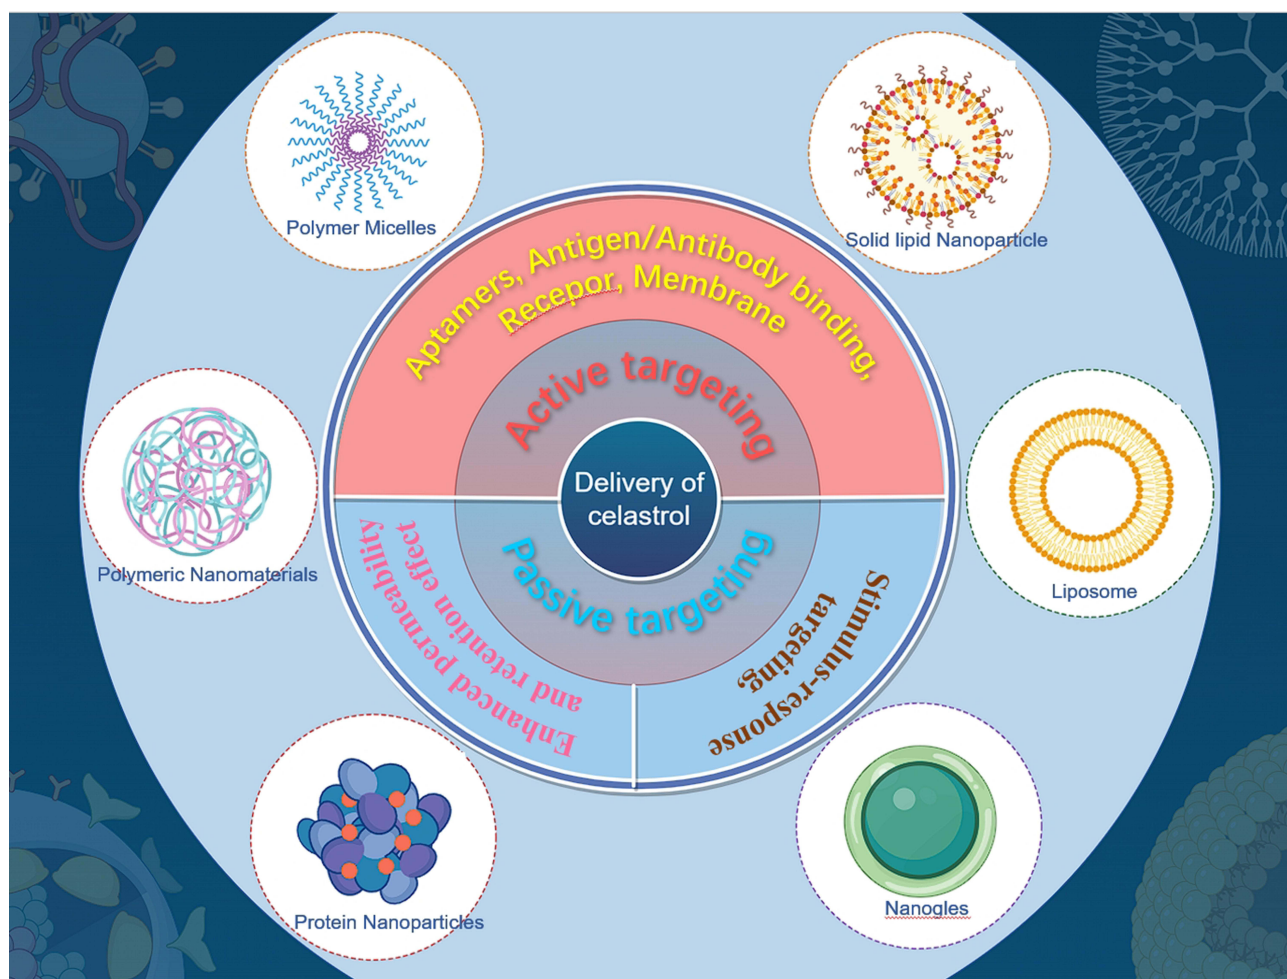 Polymer Micelles
Solid lipid Nanoparticle
Aptamers, Antigen/Antibody binding,
Recepor, Membrane
Active targeting
Delivery of
celastrol
Passive targeting
Enhanced permeability
and retention effect
Stimulus-response
targeting,
Polymeric Nanomaterials
Liposome
Protein Nanoparticles
Nanogles